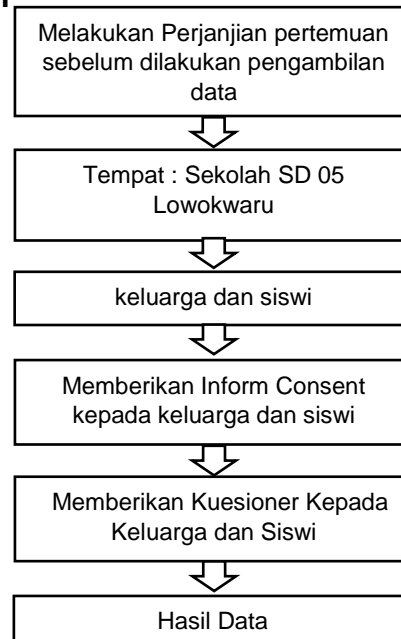 Melakukan Perjanjian pertemuan
sebelum dilakukan pengambilan
data
Tempat : Sekolah SD 05
Lowokwaru
keluarga dan siswi
Memberikan Inform Consent
kepada keluarga dan siswi
Memberikan Kuesioner Kepada
Keluarga dan Siswi
Hasil Data